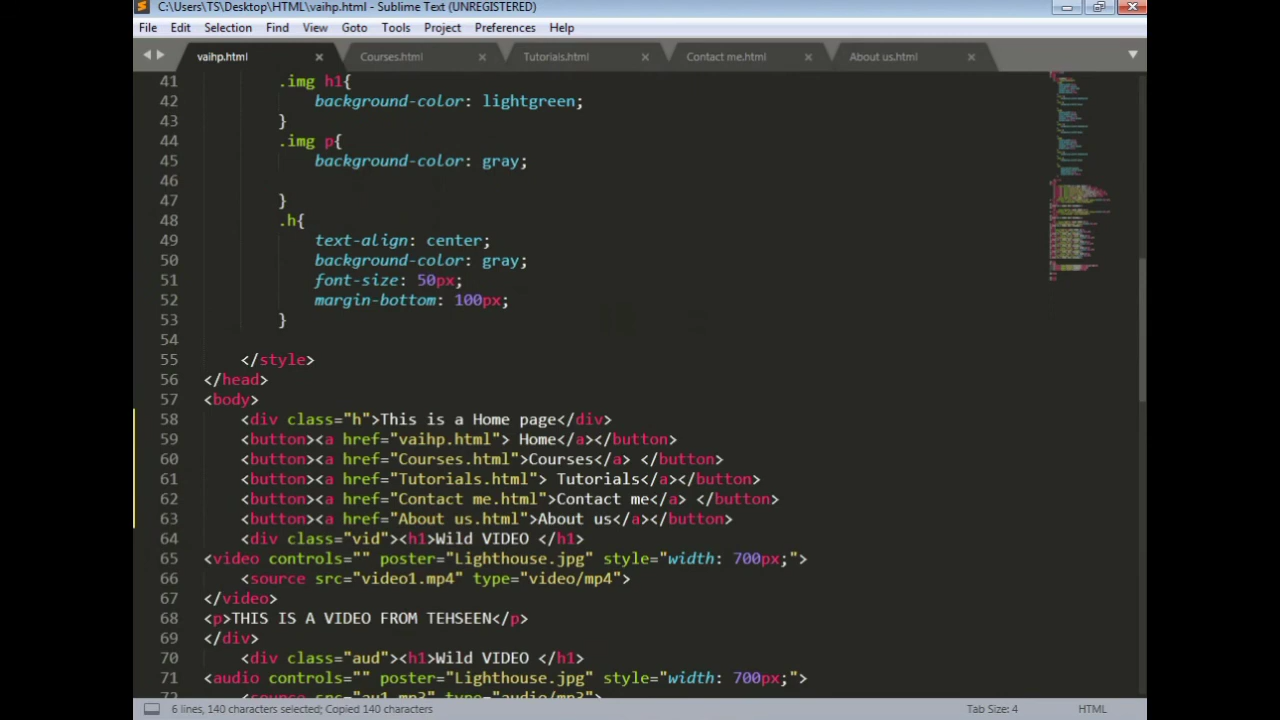 C:\Users\TS\Desktop\HTML\vaihp.html - Sublime Text (UNREGISTERED)
File Edit Selection Find View Goto Tools Project Preferences Help
vaihp.html Courses.html Tutorials.html Contact me.html About us.html
41 .img h1{
42 background-color: lightgreen;
43 }
44 .img p{
45 background-color: gray;
46
47 }
48 .h{
49 text-align: center;
50 background-color: gray;
51 font-size: 50px;
52 margin-bottom: 100px;
53 }
54
55 </style>
56 </head>
57 <body>
58 <div class="h">This is a Home page</div>
59 <button><a href="vaihp.html"> Home</a></button>
60 <button><a href="Courses.html">Courses</a> </button>
61 <button><a href="Tutorials.html"> Tutorials</a></button>
62 <button><a href="Contact me.html">Contact me</a> </button>
63 <button><a href="About us.html">About us</a></button>
64 <div class="vid"><h1>Wild VIDEO </h1>
65 <video controls="" poster="Lighthouse.jpg" style="width: 700px;">
66 <source src="video1.mp4" type="video/mp4">
67 </video>
68 <p>THIS IS A VIDEO FROM TEHSEEN</p>
69 </div>
70 <div class="aud"><h1>Wild VIDEO </h1>
71 <audio controls="" poster="Lighthouse.jpg" style="width: 700px;">
72 <source src="au1.mp3" type="audio/mp3">
6 lines, 140 characters selected; Copied 140 characters
Tab Size: 4 HTML